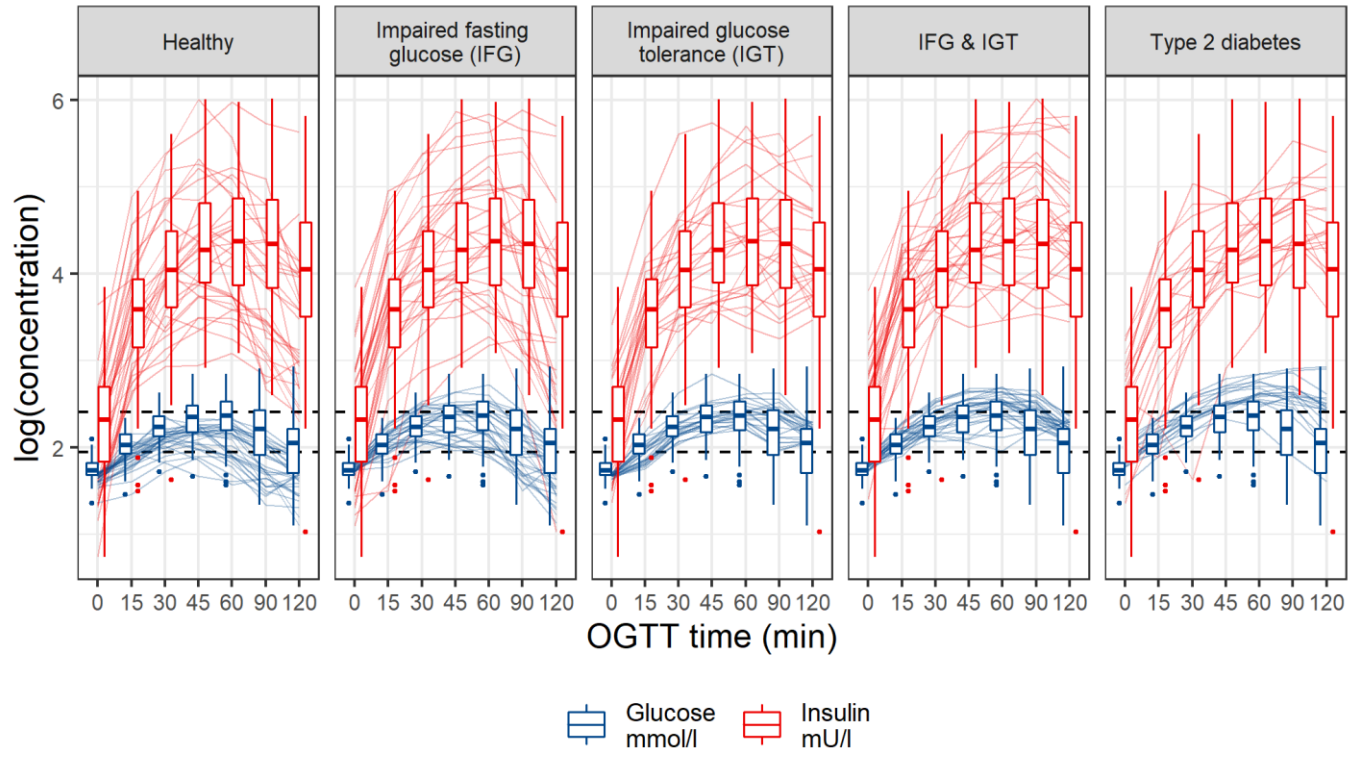 Healthy
Impaired fasting
glucose (IFG)
Impaired glucose
tolerance (IGT)
IFG & IGT
Type 2 diabetes
6
4
2
log(concentration)
0 15 30 45 60 90 120
0 15 30 45 60 90 120
0 15 30 45 60 90 120
0 15 30 45 60 90 120
0 15 30 45 60 90 120
OGTT time (min)
Glucose
mmol/l
Insulin
mU/l